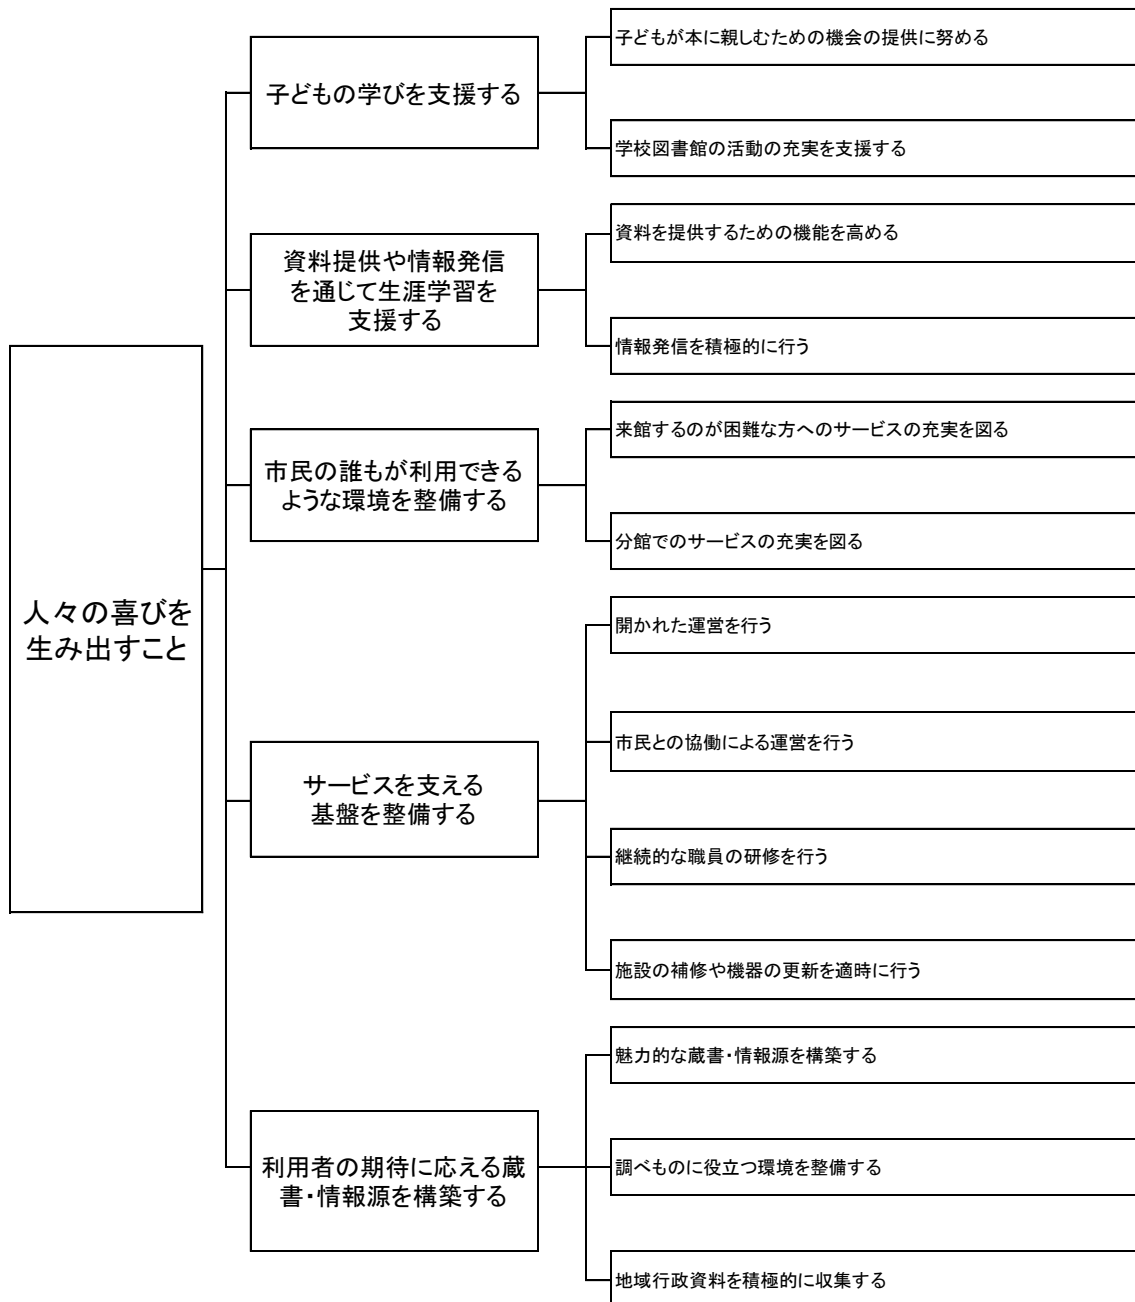 人々の喜びを
生み出すこと
子どもの学びを支援する
子どもが本に親しむための機会の提供に努める
学校図書館の活動の充実を支援する
資料提供や情報発信
を通じて生涯学習を
支援する
資料を提供するための機能を高める
情報発信を積極的に行う
市民の誰もが利用できる
ような環境を整備する
来館するのが困難な方へのサービスの充実を図る
分館でのサービスの充実を図る
サービスを支える
基盤を整備する
開かれた運営を行う
市民との協働による運営を行う
継続的な職員の研修を行う
施設の補修や機器の更新を適時に行う
利用者の期待に応える蔵
書・情報源を構築する
魅力的な蔵書・情報源を構築する
調べものに役立つ環境を整備する
地域行政資料を積極的に収集する